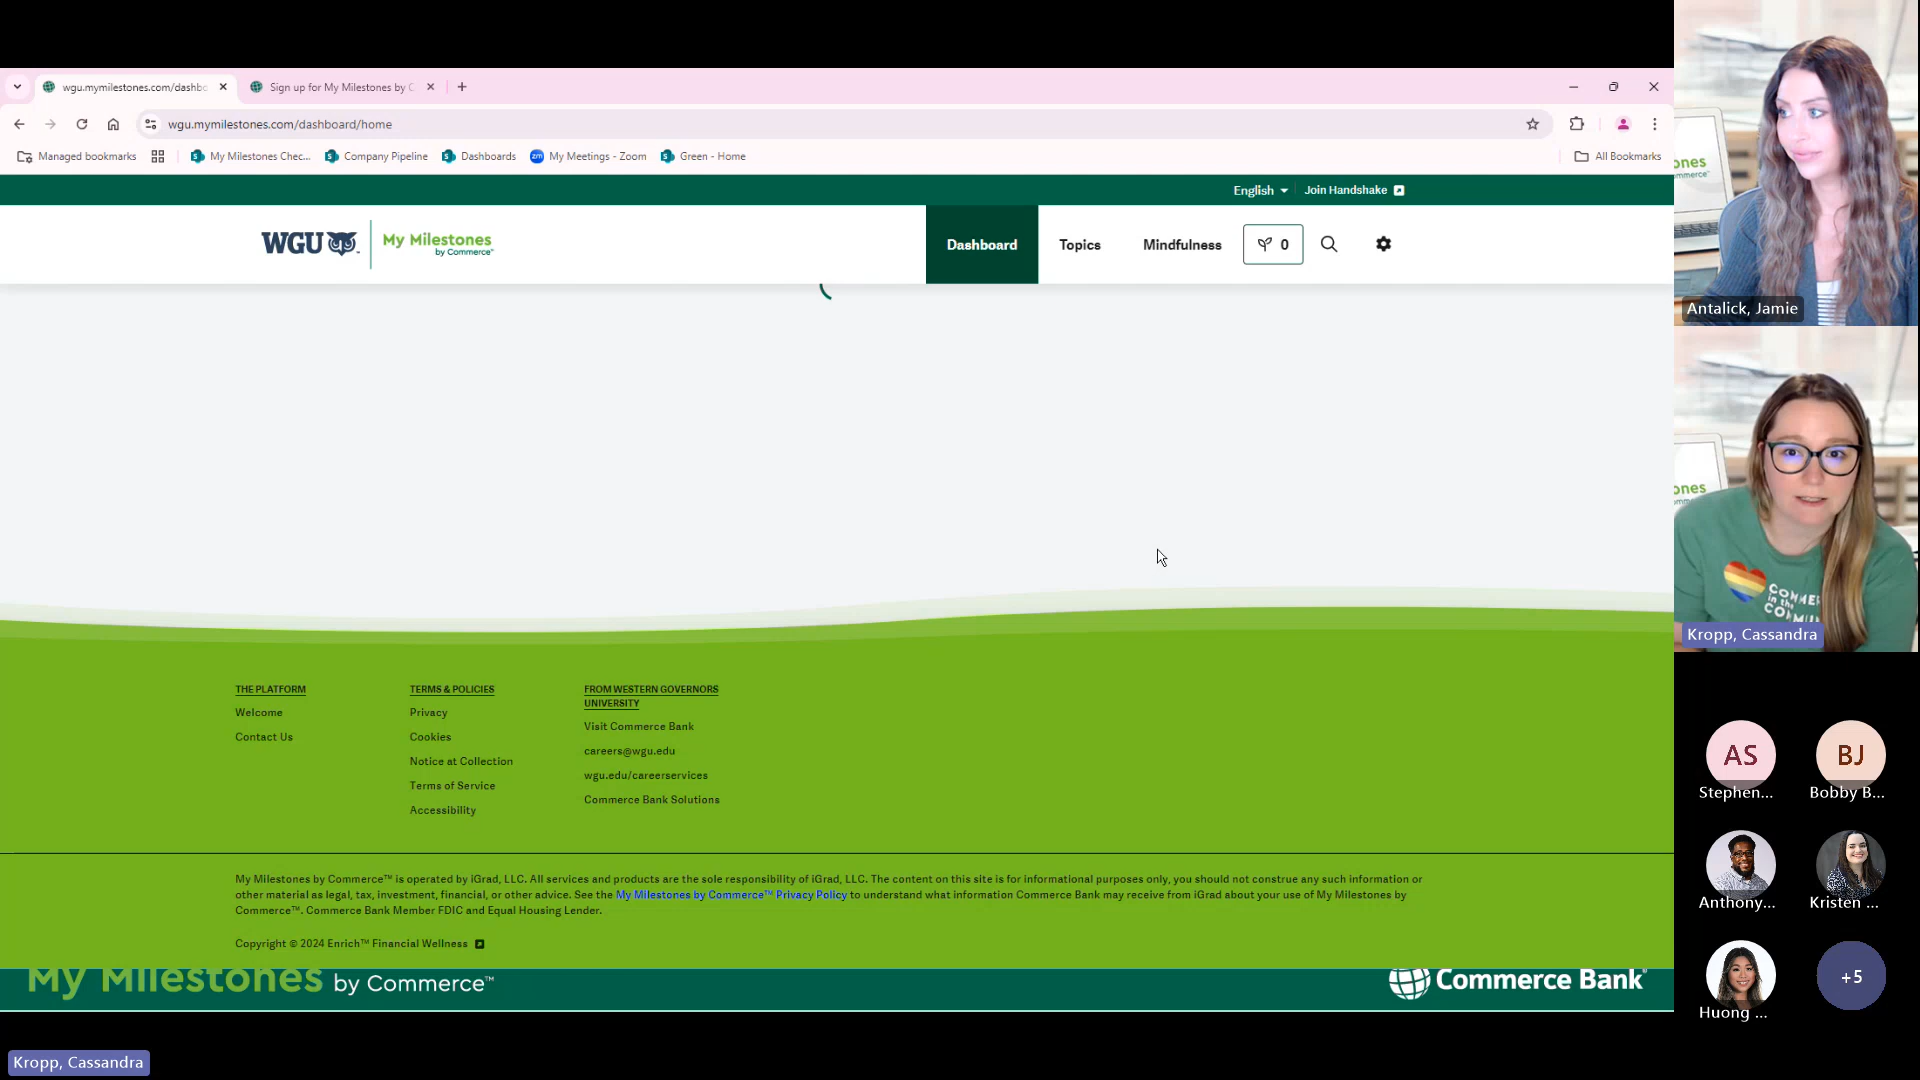 wgu.mymilestones.com/dashbo
Sign up for My Milestones by C
wgu.mymilestones.com/dashboard/home
Managed bookmarks
My Milestones Chec...
Company Pipeline
Dashboards
zm My Meetings - Zoom
Green - Home
All Bookmarks
English
Join Handshake
WGU
My Milestones
by Commerce™
Dashboard
Topics
Mindfulness
0
THE PLATFORM
Welcome
Contact Us
TERMS & POLICIES
Privacy
Cookies
Notice at Collection
Terms of Service
Accessibility
FROM WESTERN GOVERNORS
UNIVERSITY
Visit Commerce Bank
careers@wgu.edu
wgu.edu/careerservices
Commerce Bank Solutions
My Milestones by Commerce™ is operated by iGrad, LLC. All services and products are the sole responsibility of iGrad, LLC. The content on this site is for informational purposes only, you should not construe any such information or
other material as legal, tax, investment, financial, or other advice. See the My Milestones by Commerce™ Privacy Policy to understand what information Commerce Bank may receive from iGrad about your use of My Milestones by
Commerce™. Commerce Bank Member FDIC and Equal Housing Lender.
Copyright © 2024 Enrich™ Financial Wellness
My Milestones by Commerce™
Commerce Bank
Kropp, Cassandra
ones
Antalick, Jamie
ones
COMMER
in the
COMMUN
Kropp, Cassandra
AS
Stephen...
BJ
Bobby B...
Anthony...
Kristen ...
Huong ...
+5